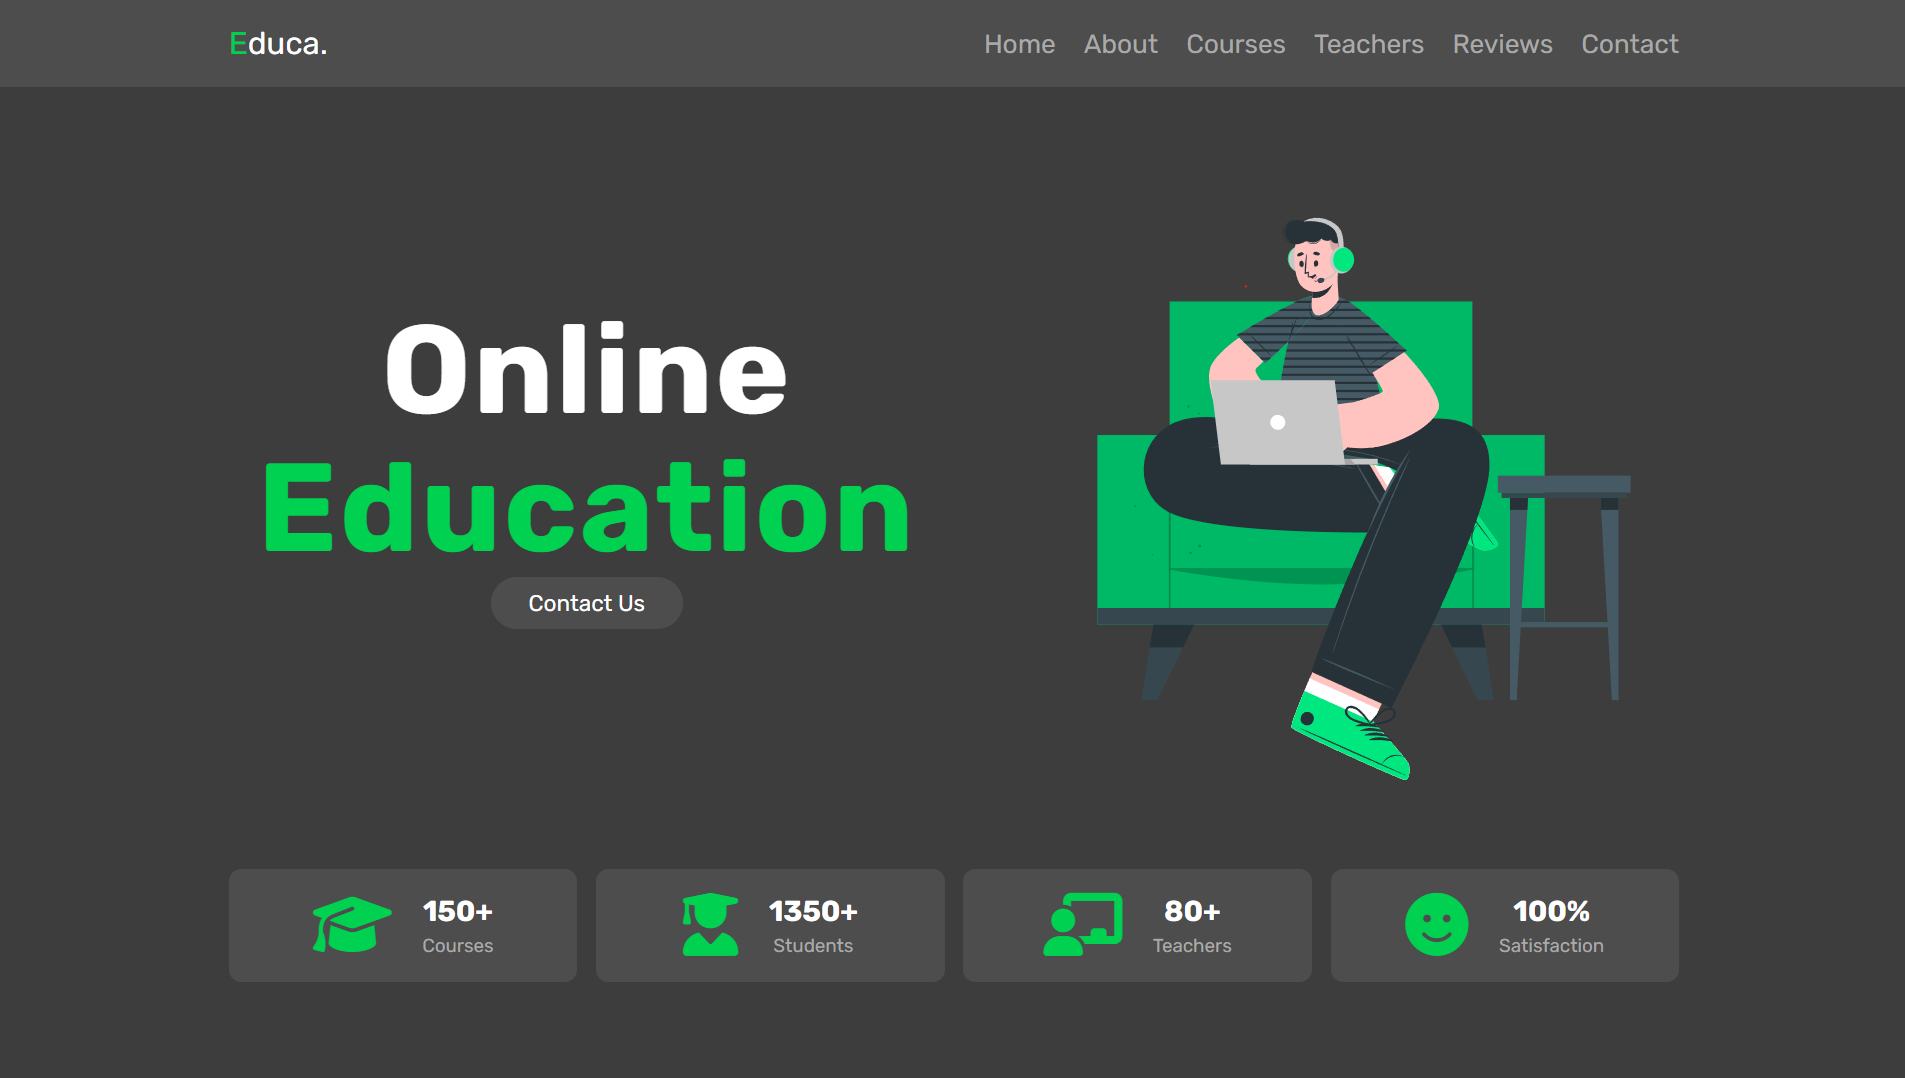 Educa.
Home About Courses Teachers Reviews Contact
Online
Education
Contact Us
150+
Courses
1350+
Students
80+
Teachers
100%
Satisfaction